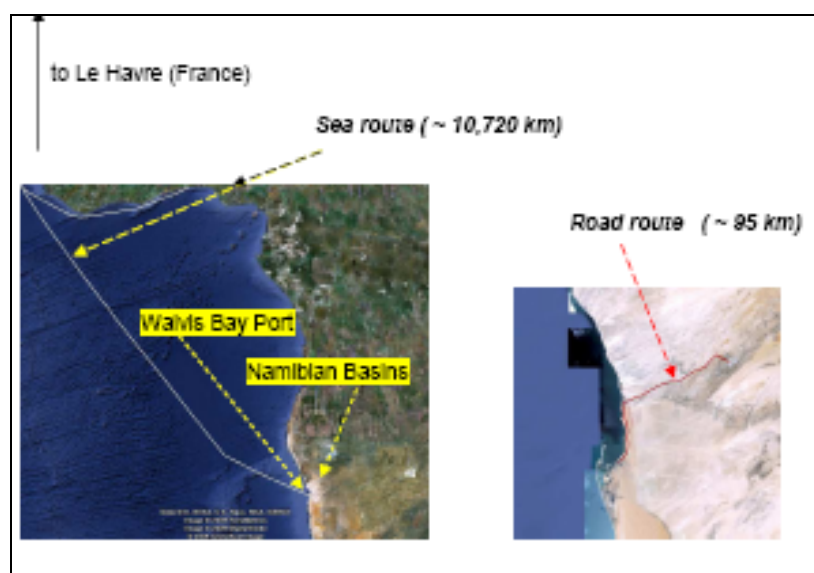 to Le Havre (France)
Sea route ( ~ 10,720 km)
Road route ( ~ 95 km)
Walvis Bay Port
Namibian Basins